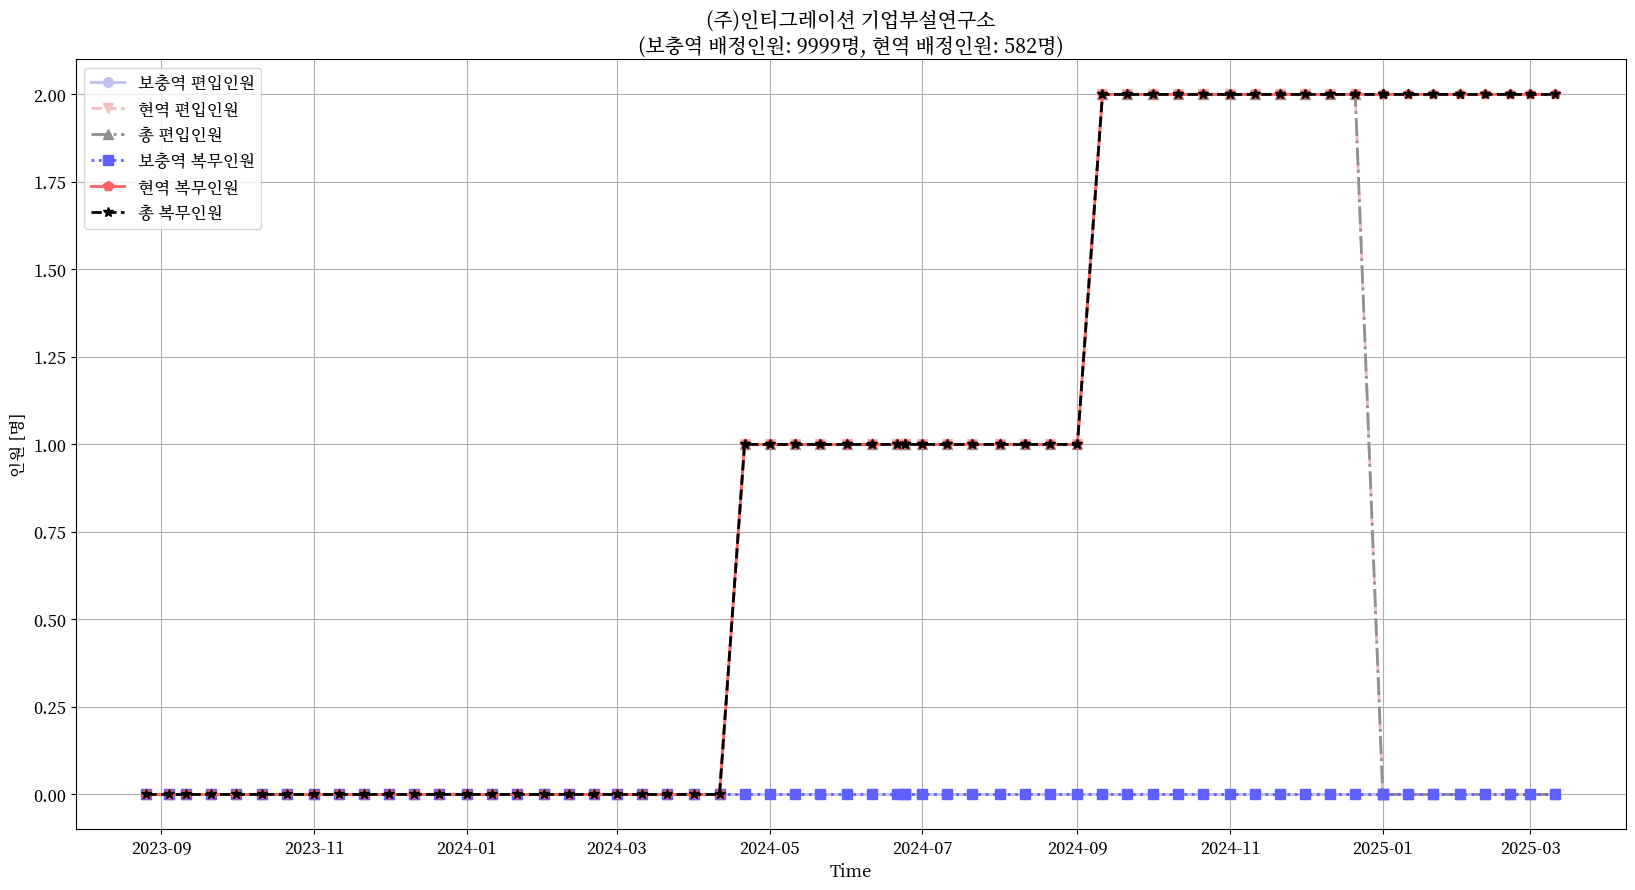 (주)인티그레이션 기업부설연구소
(보충역 배정인원: 9999명, 현역 배정인원: 582명)
보충역 편입인원
현역 편입인원
총 편입인원
보충역 복무인원
현역 복무인원
총 복무인원
2.00
1.75
1.50
1.25
1.00
0.75
0.50
0.25
0.00
인원 [명]
2023-09 2023-11 2024-01 2024-03 2024-05 2024-07 2024-09 2024-11 2025-01 2025-03
Time